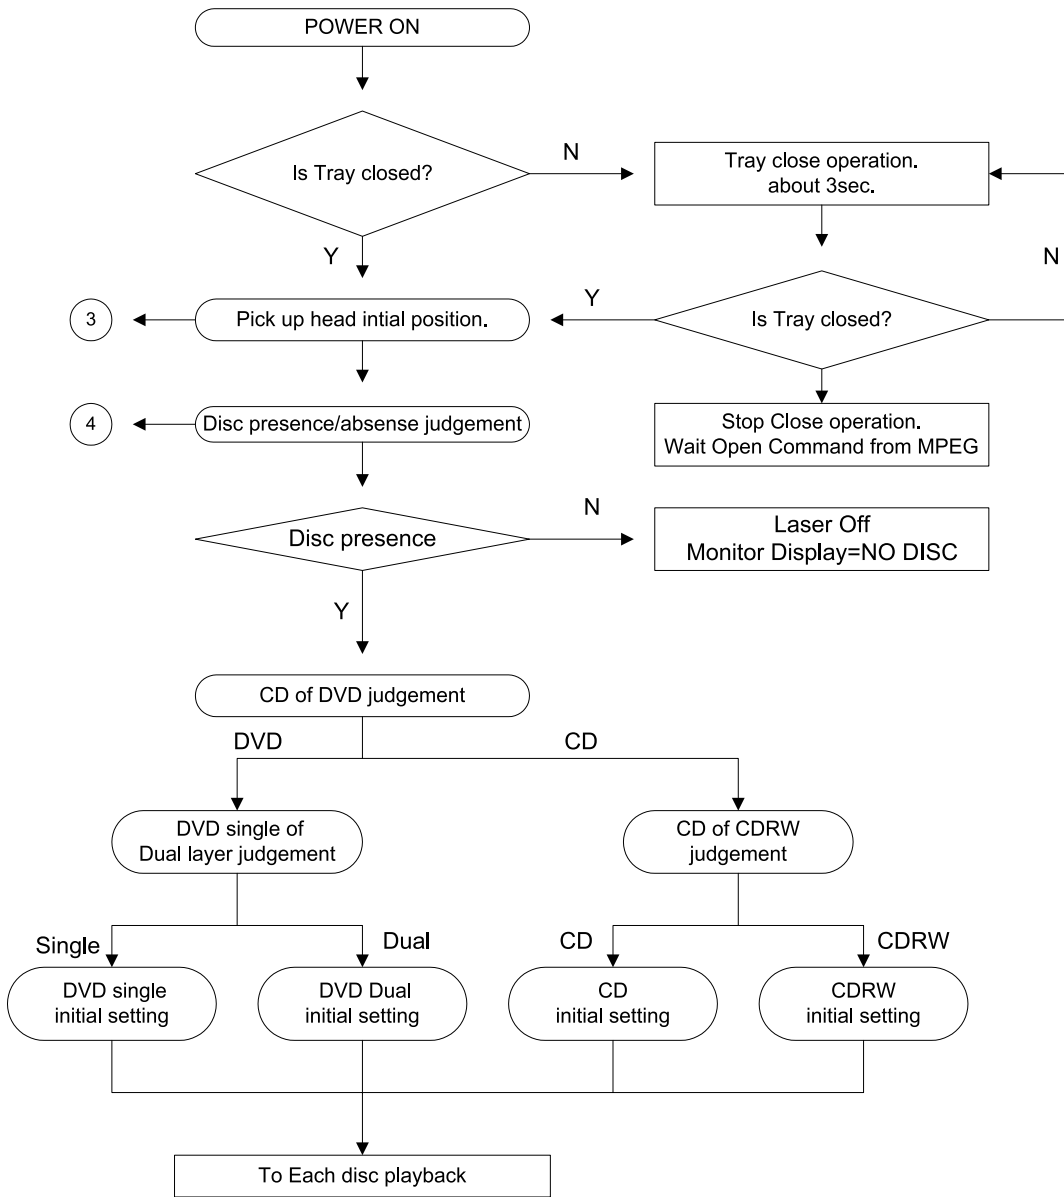 POWER ON
Is Tray closed?
N
Tray close operation.
about 3sec.
Y
N
3
Pick up head intial position.
Y
Is Tray closed?
4
Disc presence/absense judgement
Stop Close operation.
Wait Open Command from MPEG
Disc presence
N
Laser Off
Monitor Display=NO DISC
Y
CD of DVD judgement
DVD
CD
DVD single of
Dual layer judgement
CD of CDRW
judgement
Single
Dual
CD
CDRW
DVD single
initial setting
DVD Dual
initial setting
CD
initial setting
CDRW
initial setting
To Each disc playback